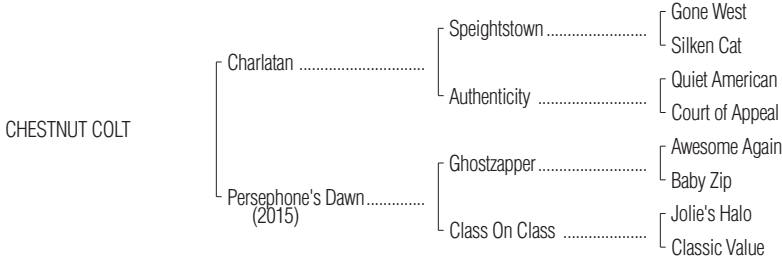 Gone West
Speightstown
Silken Cat
Charlatan
Quiet American
Authenticity
Court of Appeal
CHESTNUT COLT
Awesome Again
Ghostzapper
Baby Zip
Persephone's Dawn
(2015)
Jolie's Halo
Class On Class
Classic Value